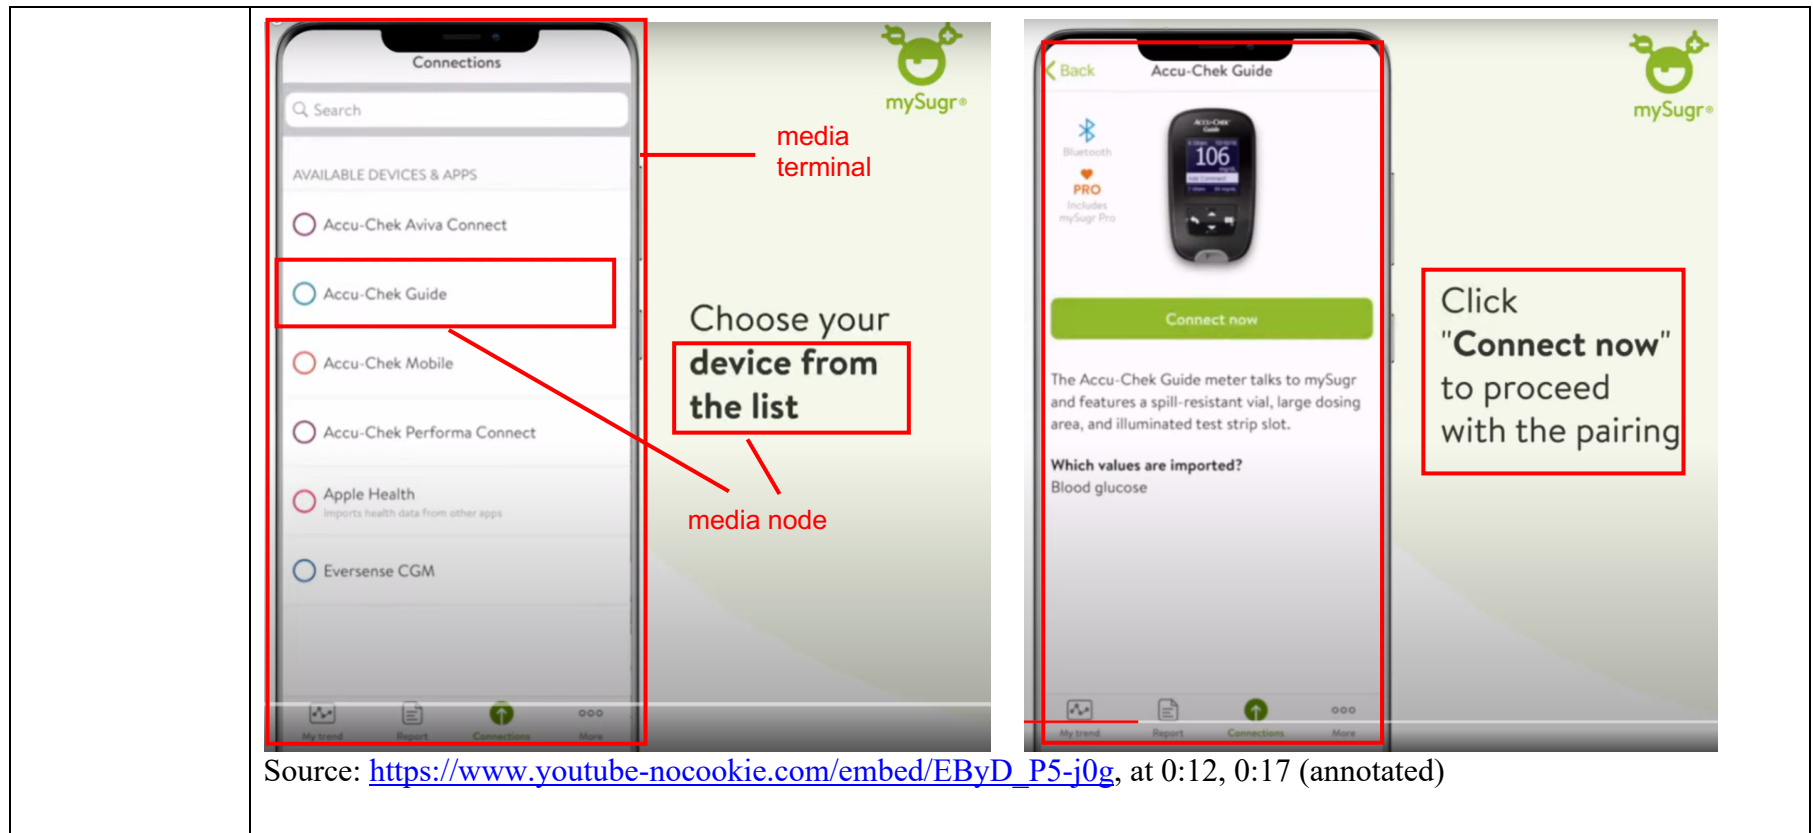 Connections
Search
AVAILABLE DEVICES & APPS
Accu-Chek Aviva Connect
Accu-Chek Guide
Accu-Chek Mobile
Accu-Chek Performa Connect
Apple Health
Imports health data from other apps
Eversense CGM
My trend Report Connections More
mySugr®
media
terminal
Choose your
device from
the list
media node
Back Accu-Chek Guide
Bluetooth
PRO
Includes
mySugr Pro
ACCU-CHEK
Guide
106
mg/dL
Connect now
The Accu-Chek Guide meter talks to mySugr
and features a spill-resistant vial, large dosing
area, and illuminated test strip slot.
Which values are imported?
Blood glucose
My trend Report Connections More
mySugr®
Click
"Connect now"
to proceed
with the pairing
Source: https://www.youtube-nocookie.com/embed/EByD_P5-j0g, at 0:12, 0:17 (annotated)